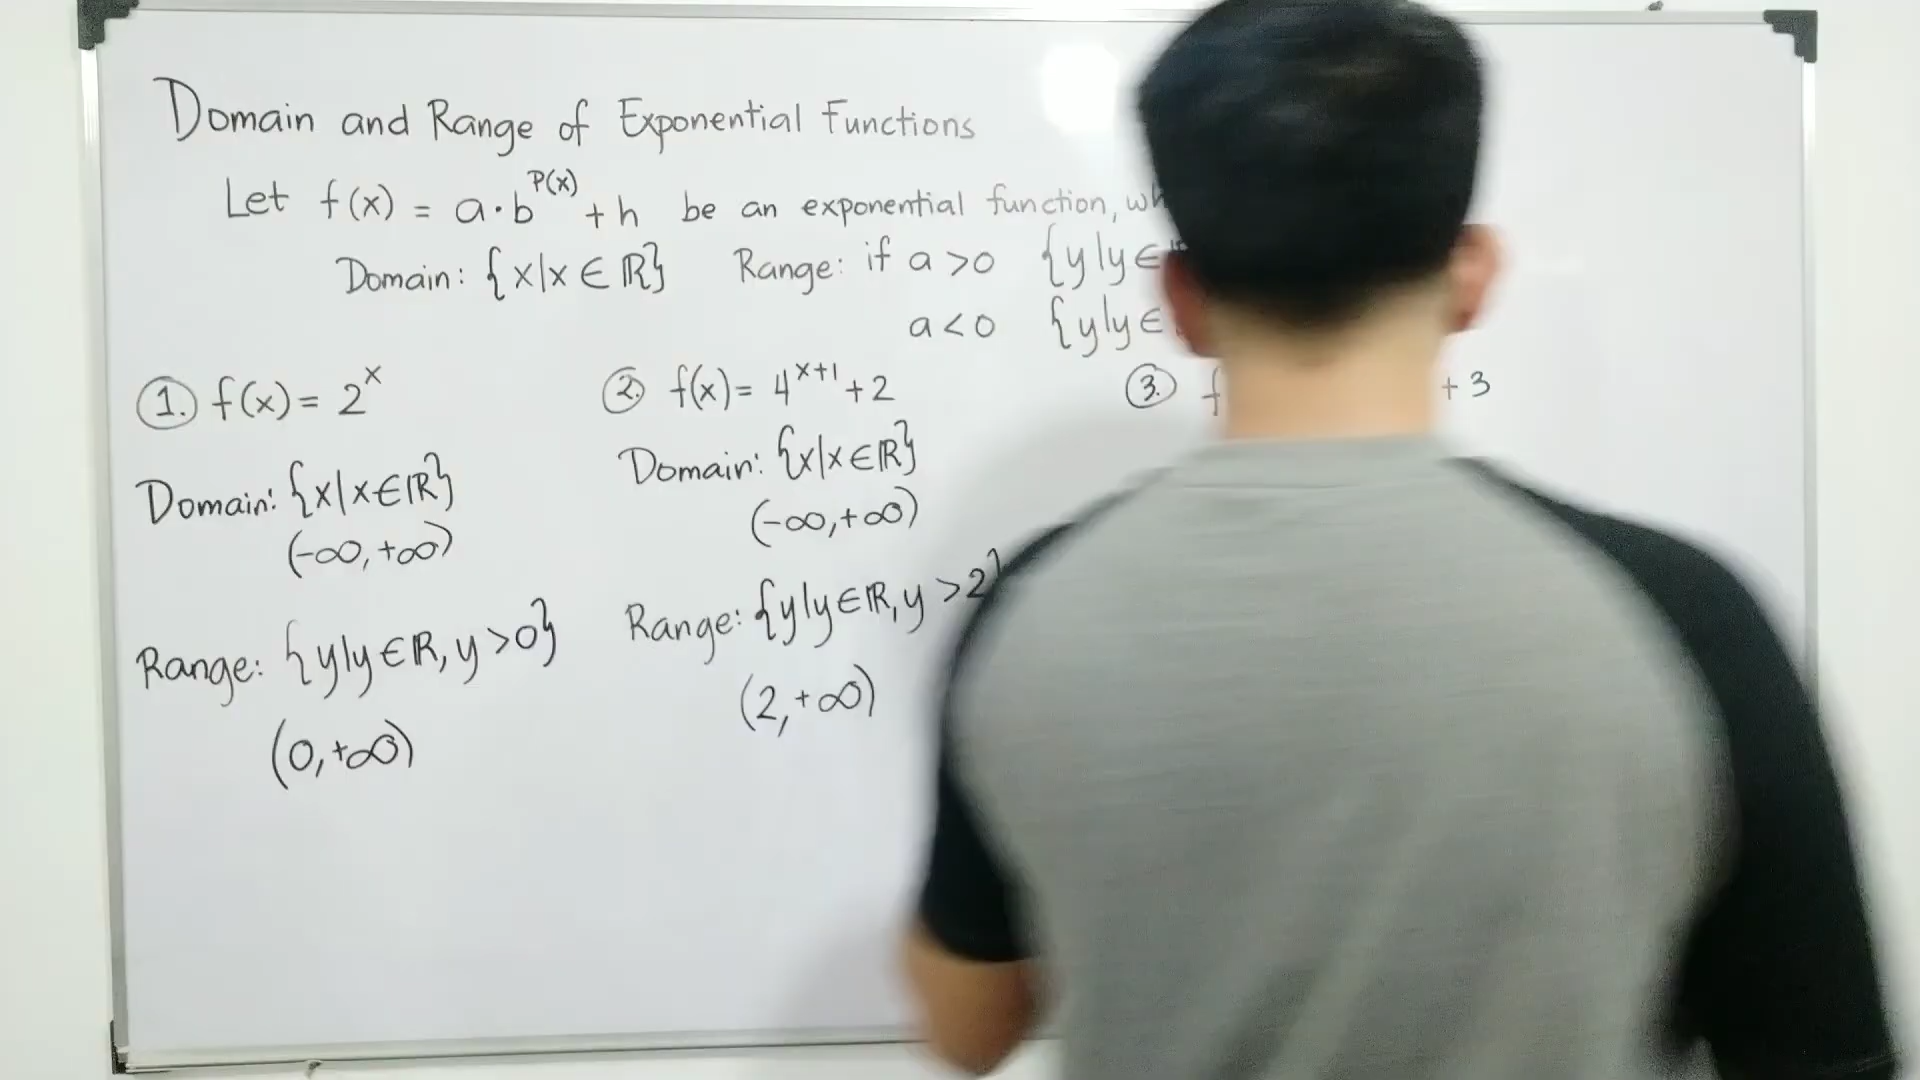 Domain and Range of Exponential Functions
Let f(x) = a·b^P(x) + h be an exponential function,
Domain: {x|x ∈ ℝ} Range: if a > 0 {y|y ∈
a < 0 {y|y ∈
1. f(x) = 2^x
Domain: {x|x ∈ ℝ}
(-∞, +∞)
Range: {y|y ∈ ℝ, y > 0}
(0, +∞)
2. f(x) = 4^x+1 + 2
Domain: {x|x ∈ ℝ}
(-∞, +∞)
Range: {y|y ∈ ℝ, y > 2}
(2, +∞)
3. f + 3